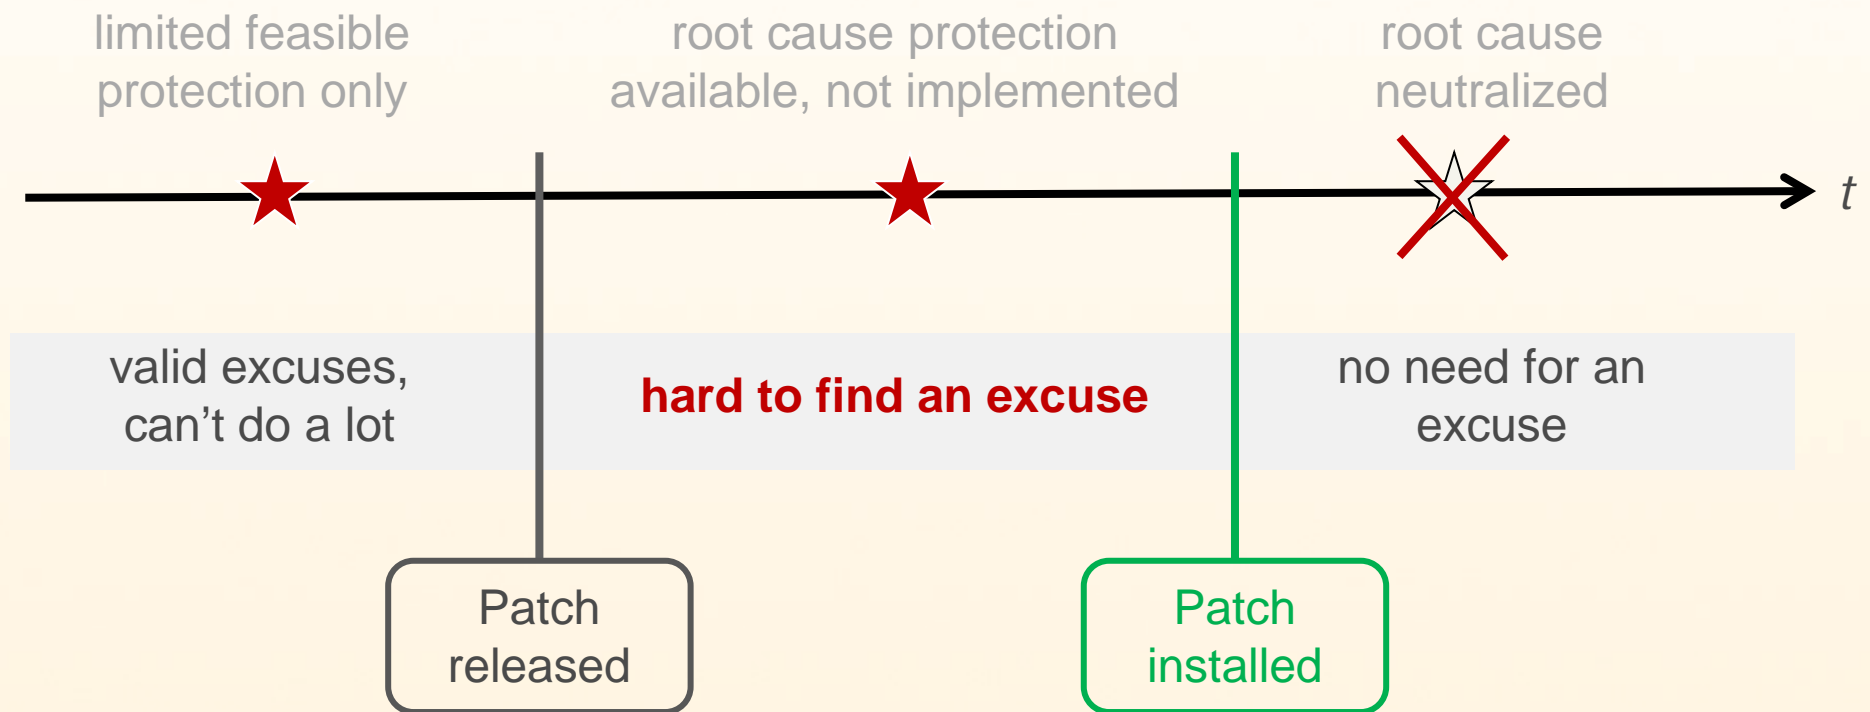 limited feasible
protection only
root cause protection
available, not implemented
root cause
neutralized
t
valid excuses,
can’t do a lot
hard to find an excuse
no need for an
excuse
Patch
released
Patch
installed